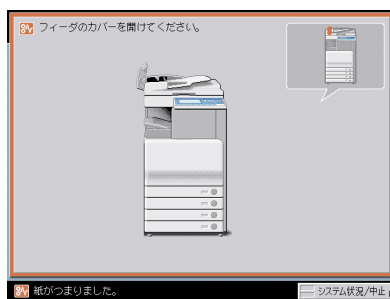 フィーダのカバーを開けてください。
紙がつまりました。
システム状況/中止